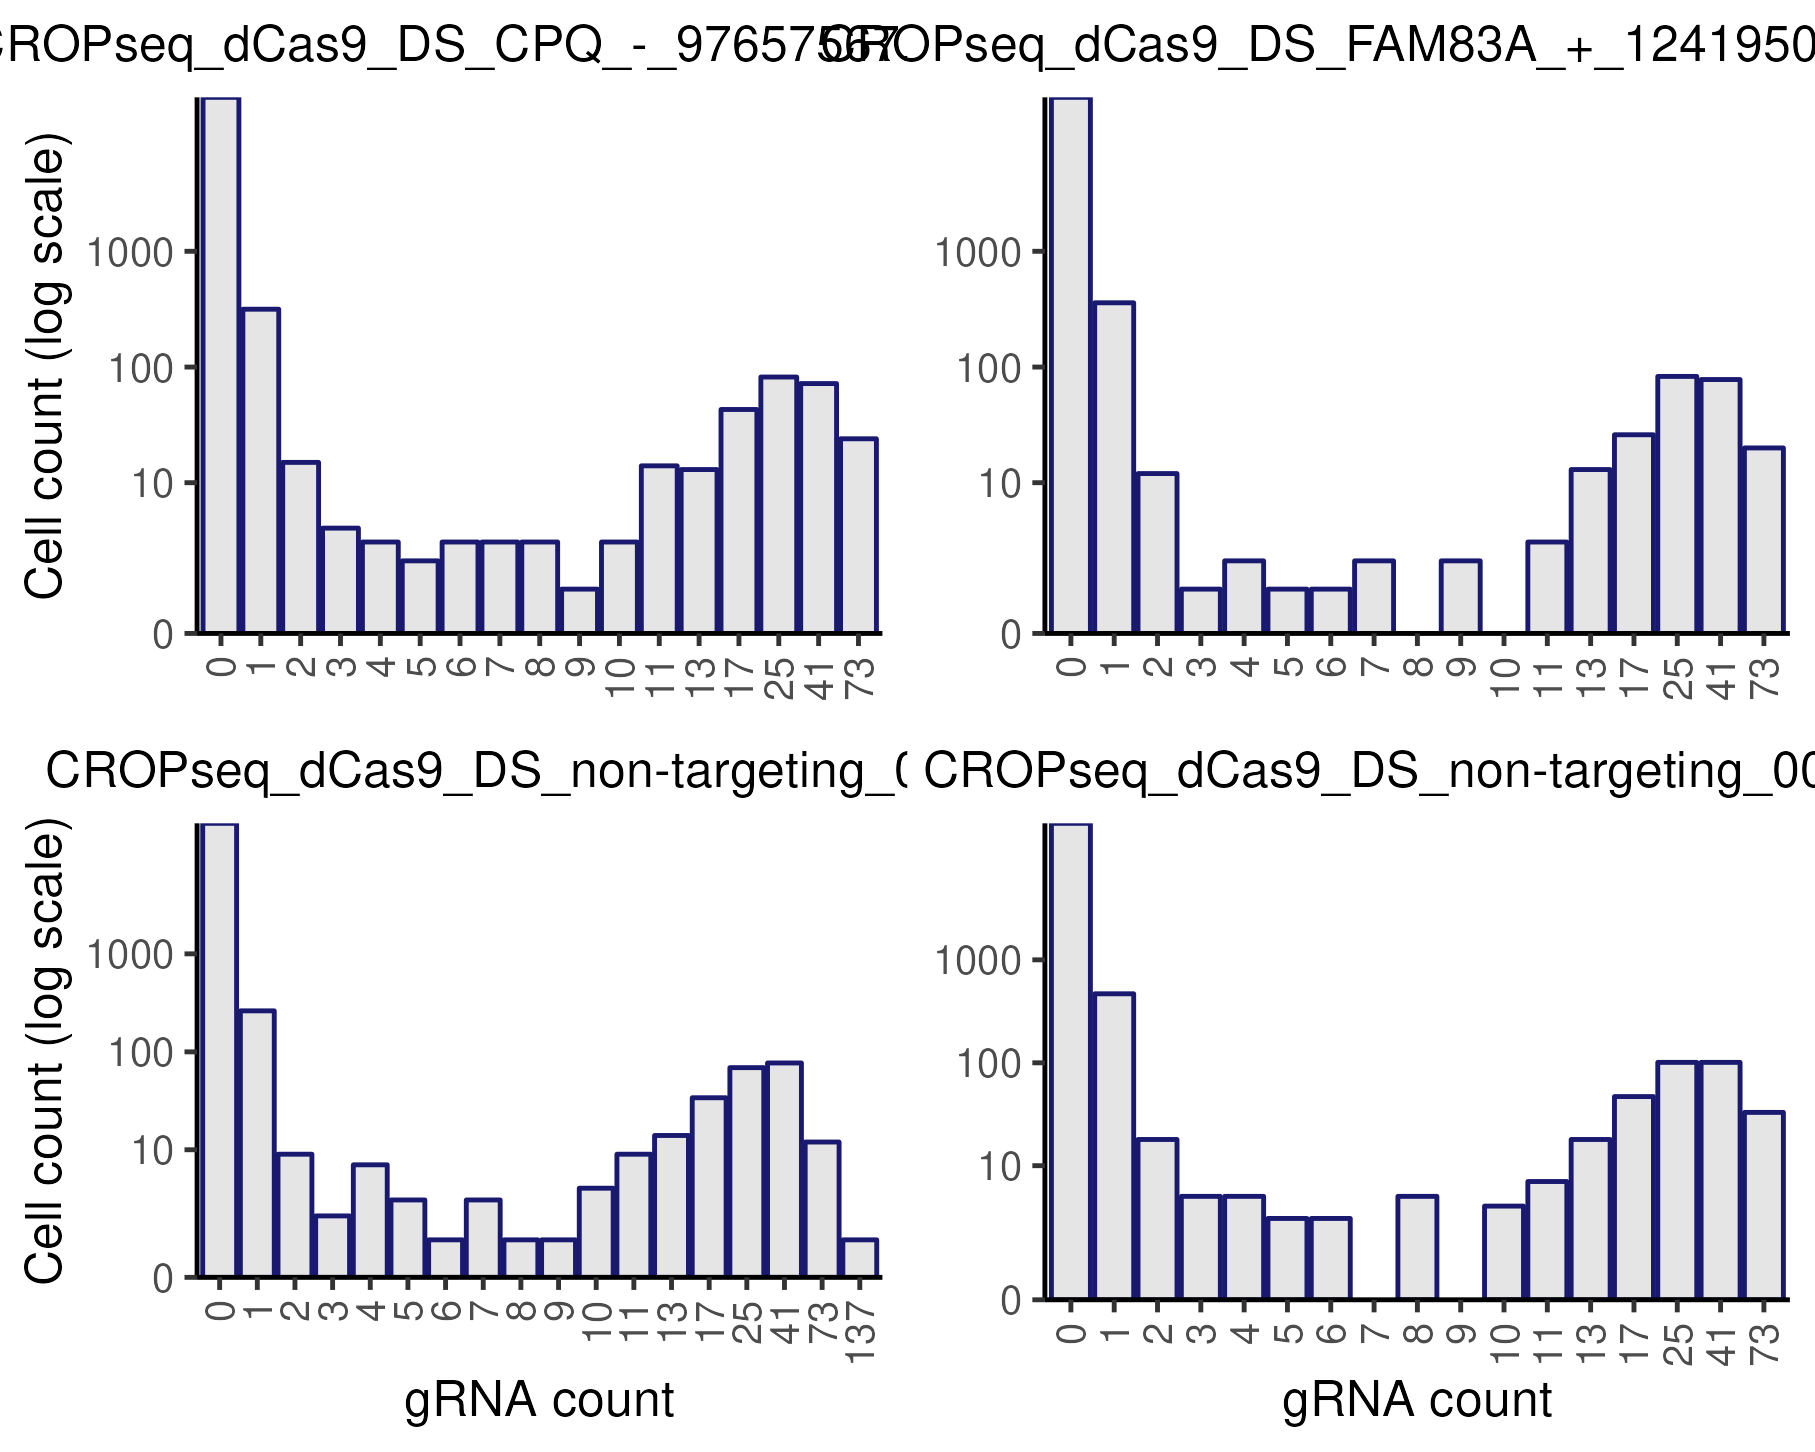 CROPseq_dCas9_DS_CPQ_-_97657567 CROPseq_dCas9_DS_FAM83A_+_1241950
Cell count (log scale)
1000
100
10
0
0 1 2 3 4 5 6 7 8 9 10 11 13 17 25 41 73
1000
100
10
0
0 1 2 3 4 5 6 7 8 9 10 11 13 17 25 41 73
CROPseq_dCas9_DS_non-targeting_0 CROPseq_dCas9_DS_non-targeting_00
Cell count (log scale)
1000
100
10
0
0 1 2 3 4 5 6 7 8 9 10 11 13 17 25 41 73 137
gRNA count
1000
100
10
0
0 1 2 3 4 5 6 7 8 9 10 11 13 17 25 41 73
gRNA count